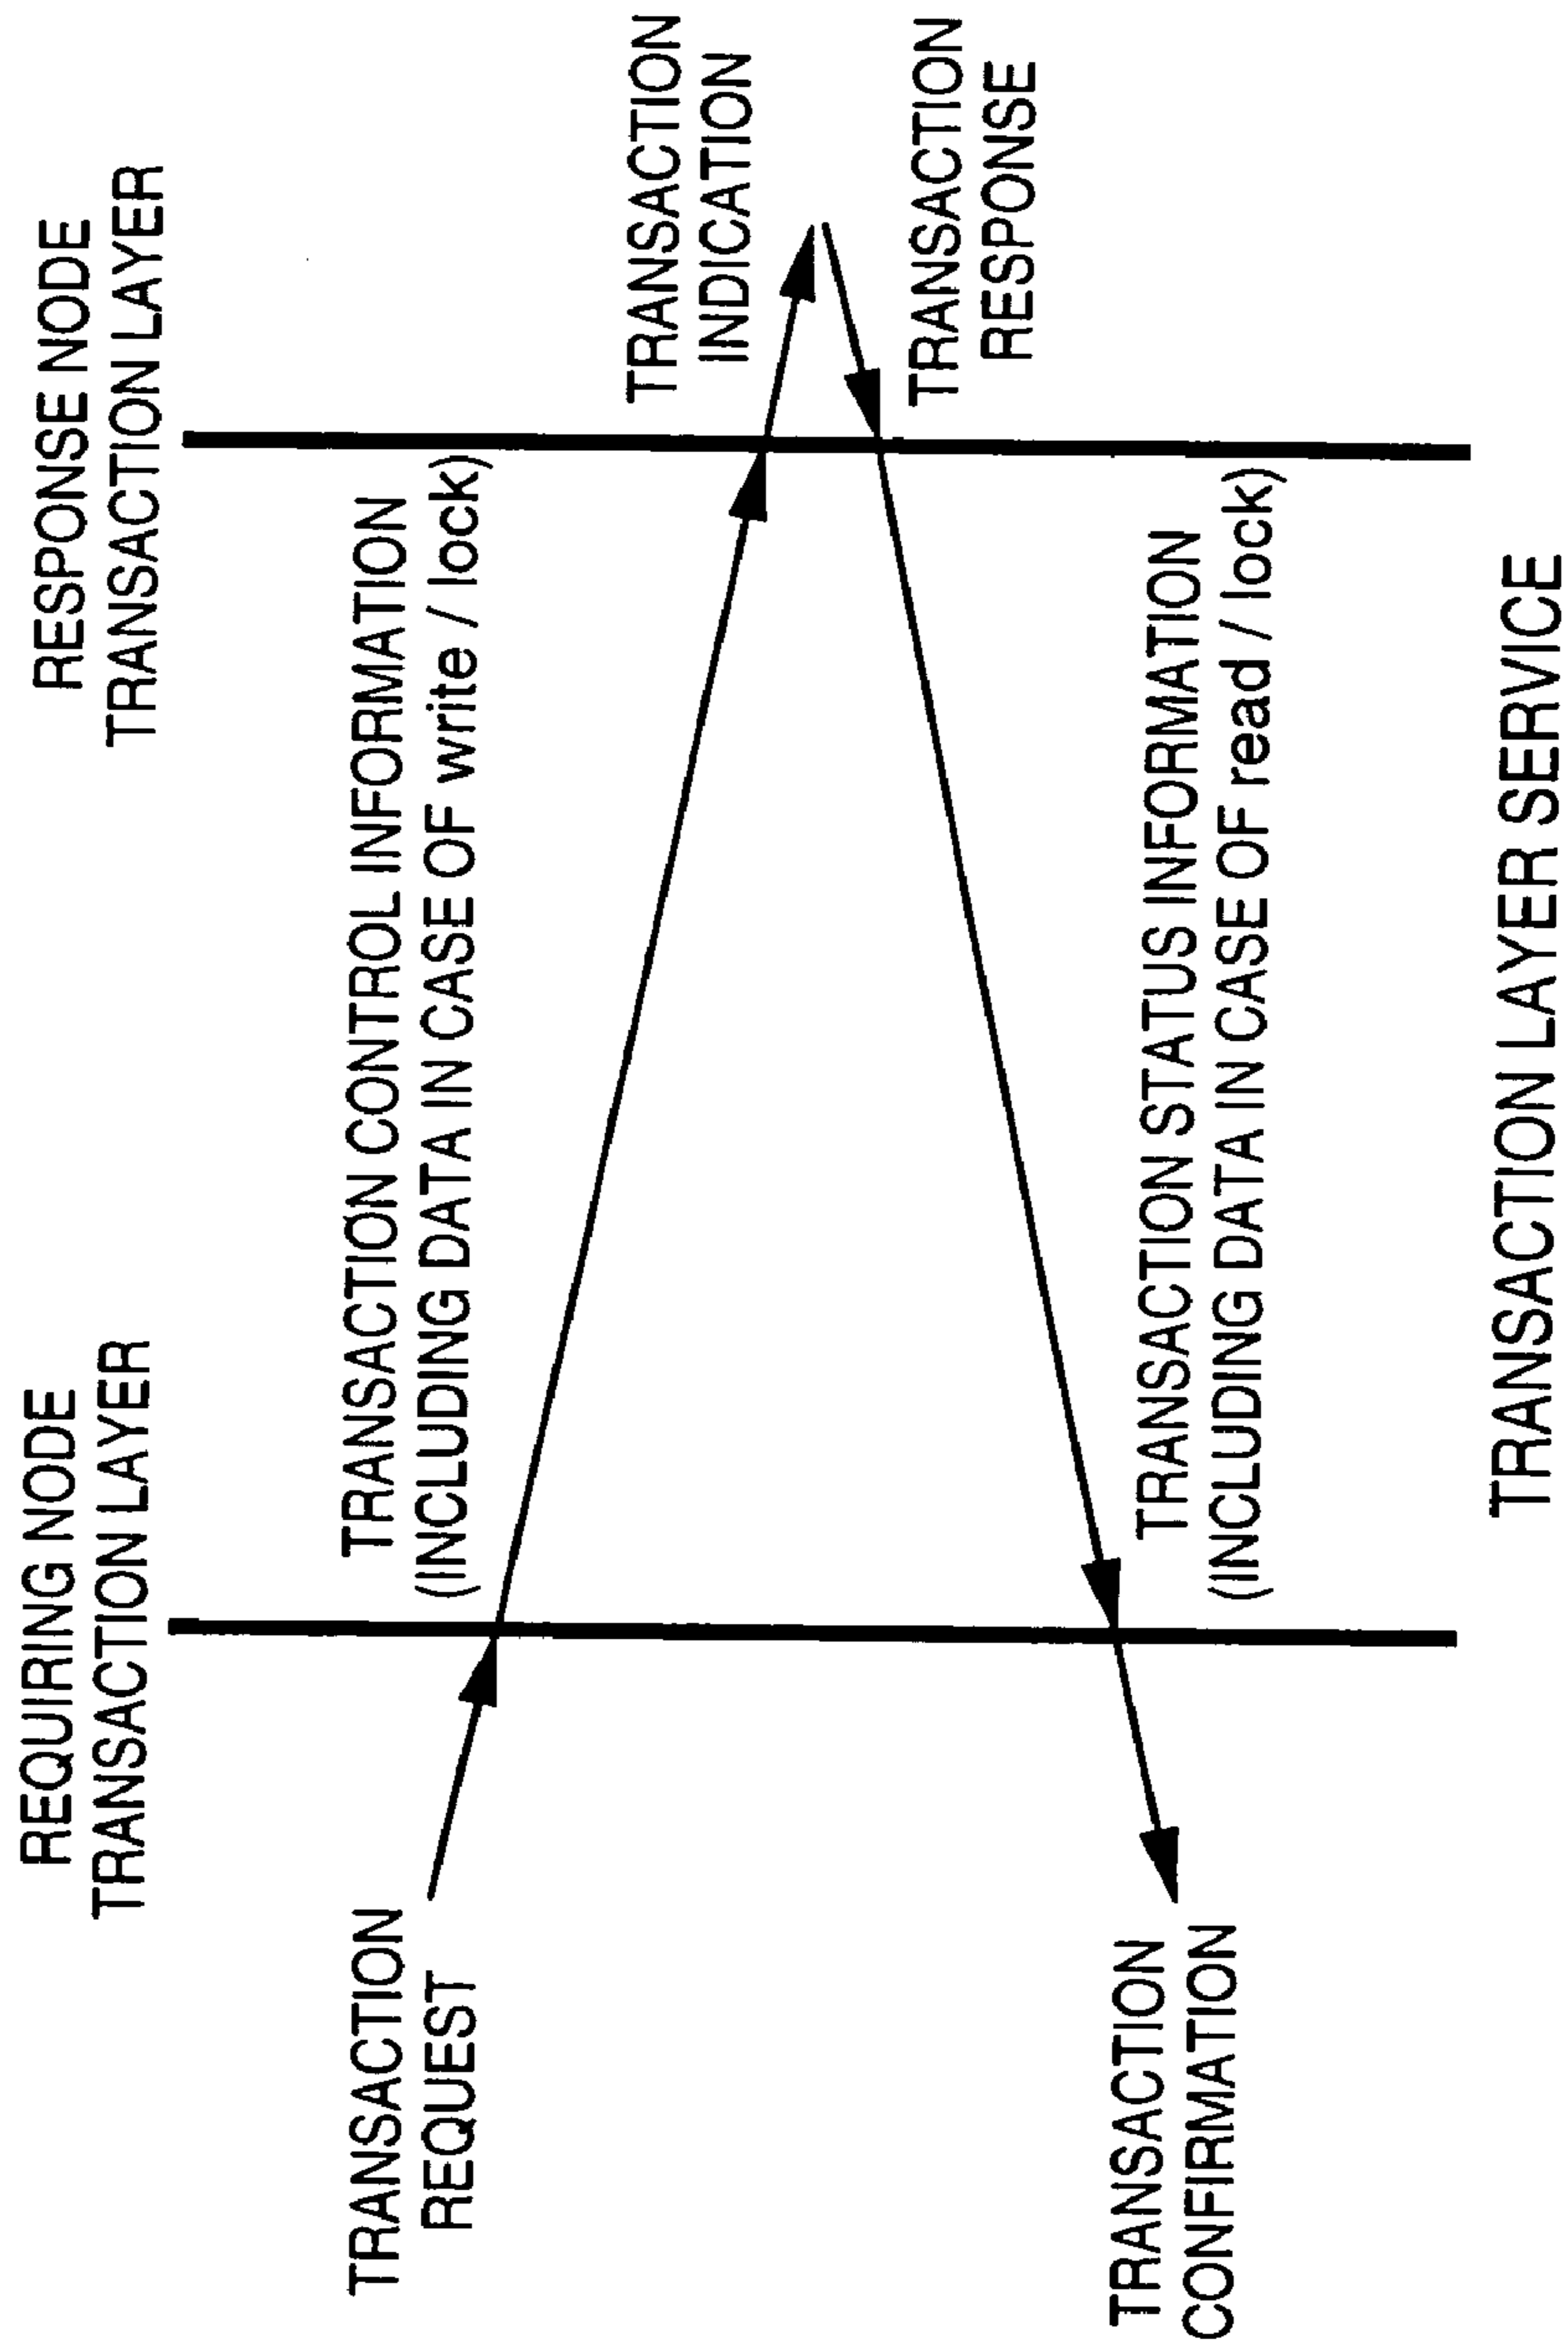 REQUIRING NODE
TRANSACTION LAYER
RESPONSE NODE
TRANSACTION LAYER
TRANSACTION
REQUEST
TRANSACTION CONTROL INFORMATION
(INCLUDING DATA IN CASE OF write / lock)
TRANSACTION
INDICATION
TRANSACTION
RESPONSE
TRANSACTION STATUS INFORMATION
(INCLUDING DATA IN CASE OF read / lock)
TRANSACTION
CONFIRMATION
TRANSACTION LAYER SERVICE